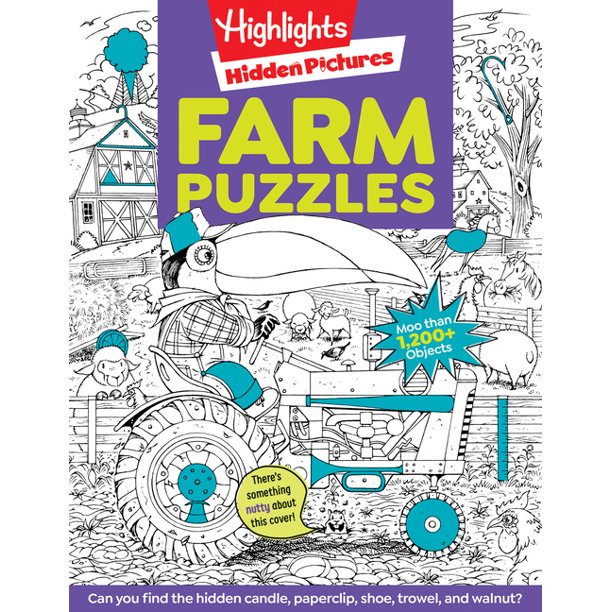 Highlights
Hidden Pictures
FARM
PUZZLES
Moo than
1,200+
Objects
There's
something
nutty about
this cover!
Can you find the hidden candle, paperclip, shoe, trowel, and walnut?